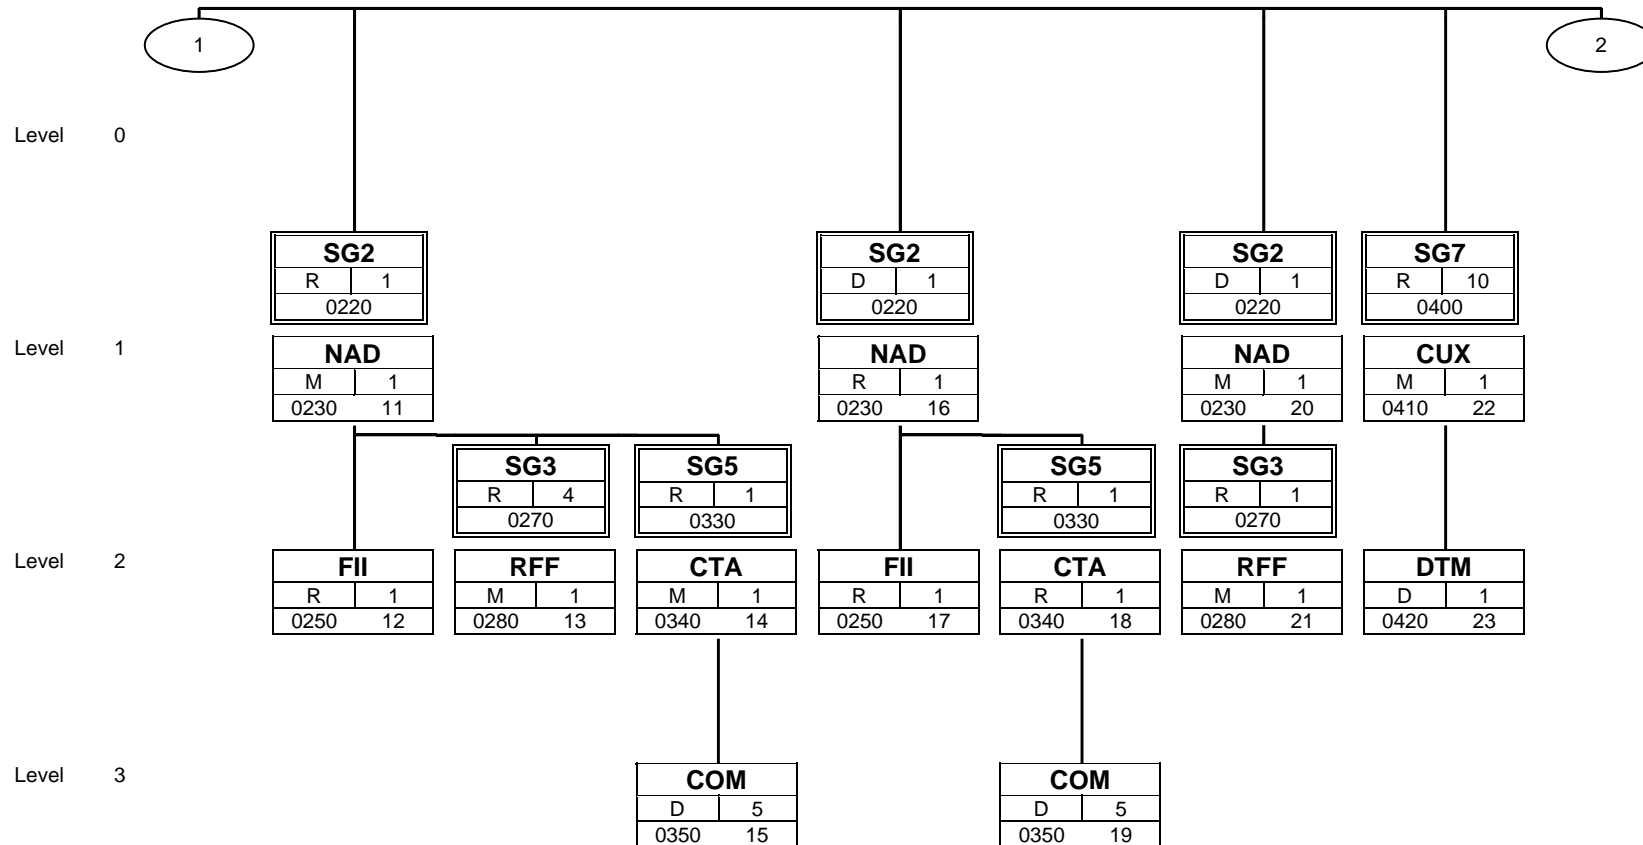 1 2
Level 0
SG2 SG2 SG2 SG7
R 1 D 1 D 1 R 10
0220 0220 0220 0400
Level 1 NAD NAD NAD CUX
M 1 R 1 M 1 M 1
0230 11 0230 16 0230 20 0410 22
SG3 SG5 SG5 SG3
R 4 R 1 R 1 R 1
0270 0330 0330 0270
Level 2 FII RFF CTA FII CTA RFF DTM
R 1 M 1 M 1 R 1 R 1 M 1 D 1
0250 12 0280 13 0340 14 0250 17 0340 18 0280 21 0420 23
Level 3 COM COM
D 5 D 5
0350 15 0350 19